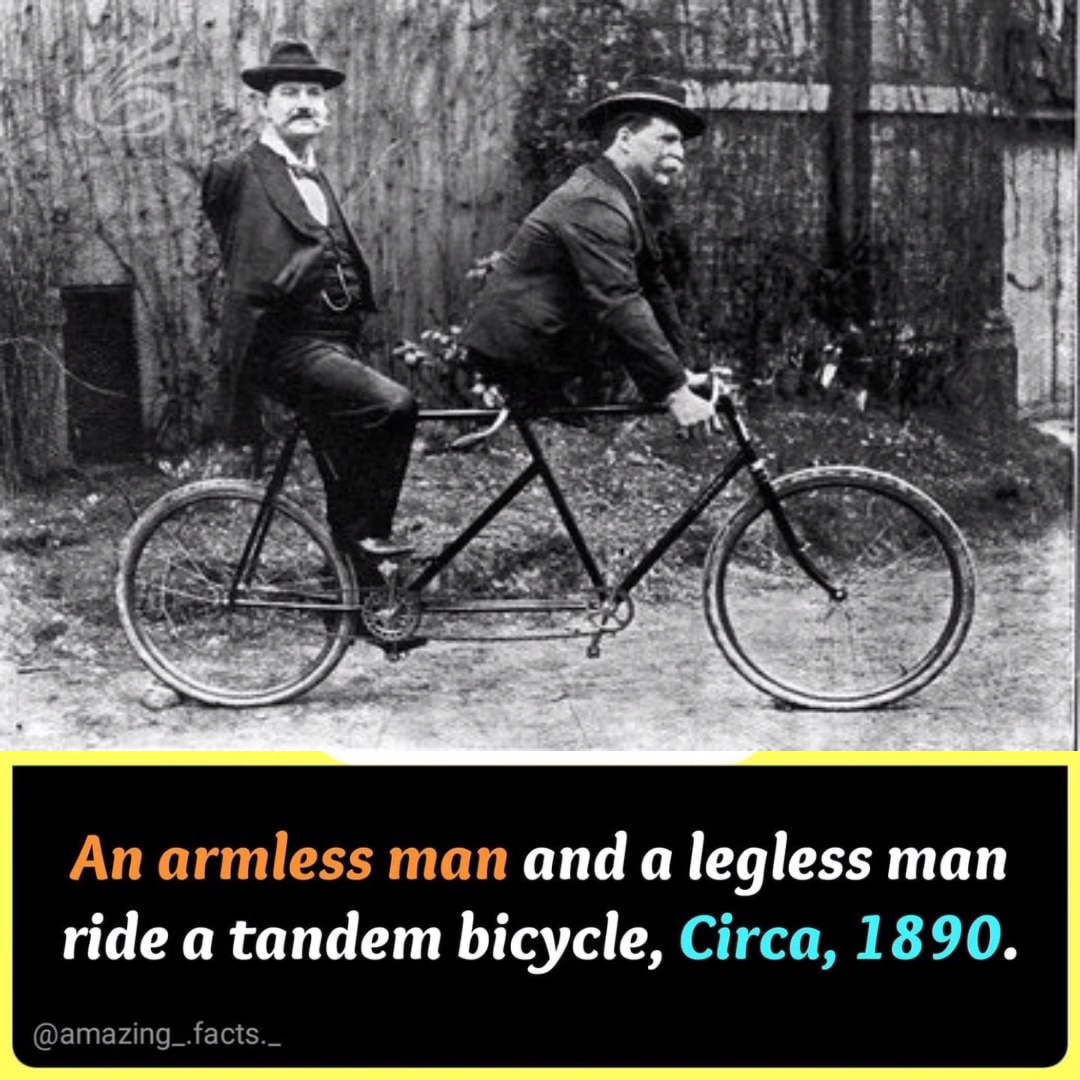 An armless man and a legless man
ride a tandem bicycle, Circa, 1890.
@amazing_.facts._